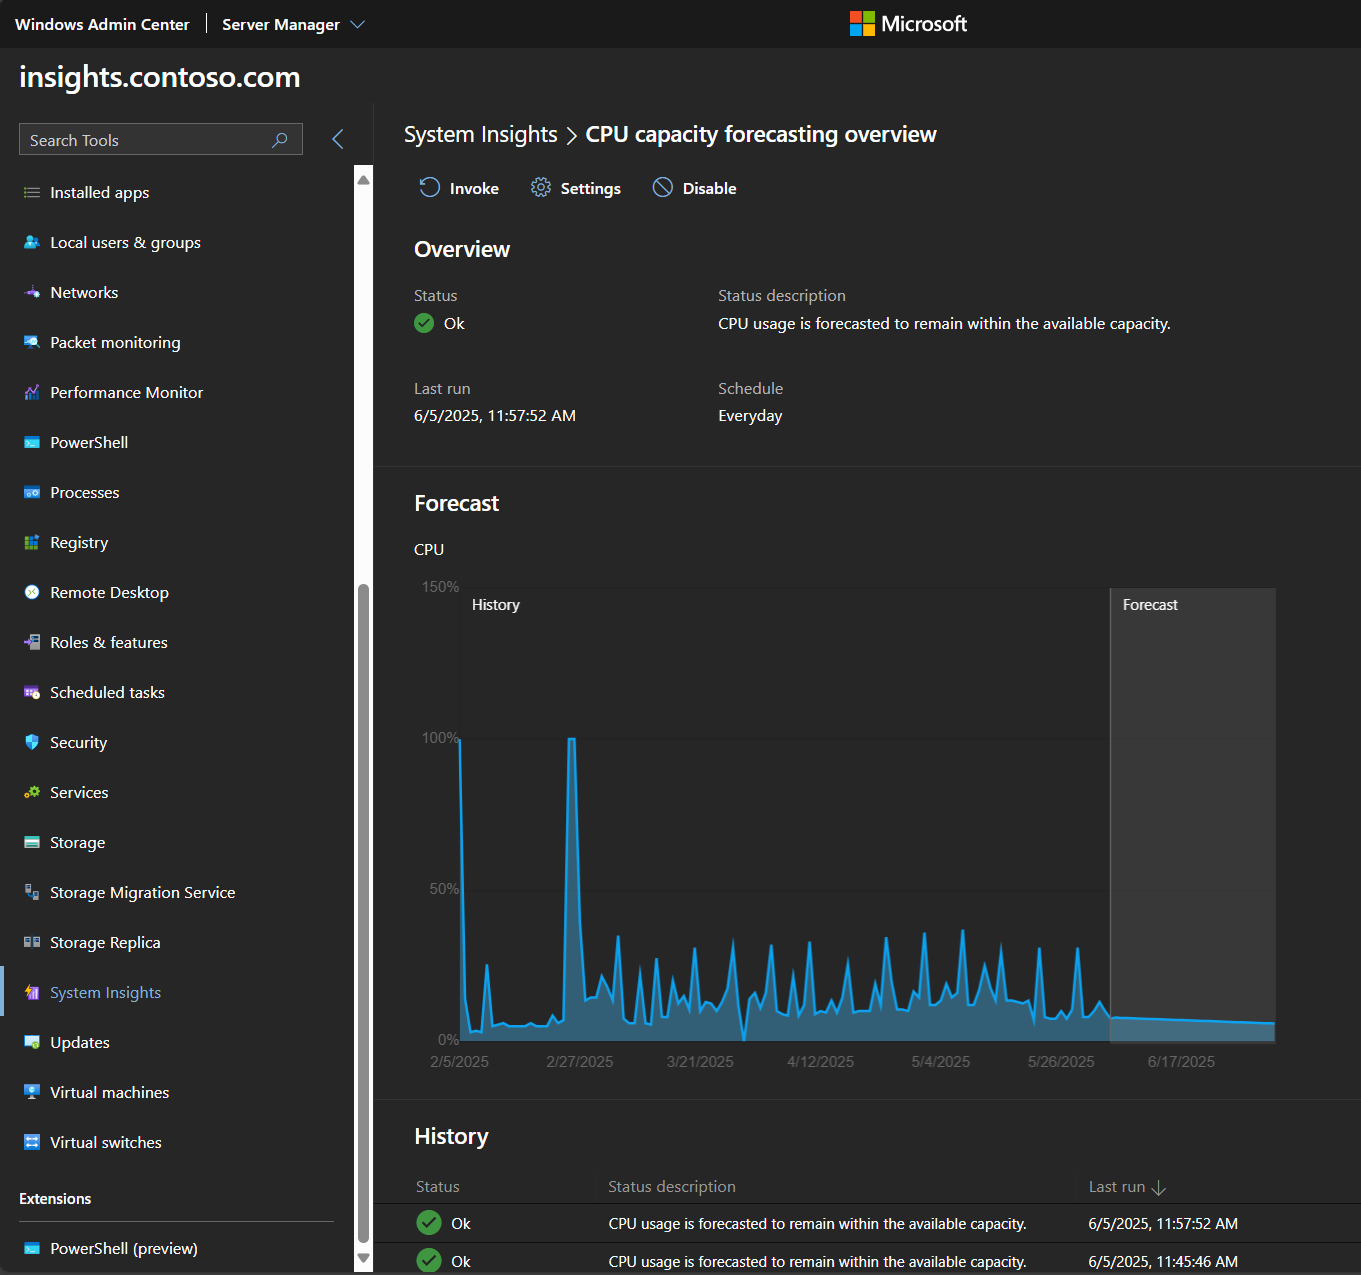 Windows Admin Center
Server Manager
Microsoft
insights.contoso.com
Search Tools
Installed apps
Local users & groups
Networks
Packet monitoring
Performance Monitor
PowerShell
Processes
Registry
Remote Desktop
Roles & features
Scheduled tasks
Security
Services
Storage
Storage Migration Service
Storage Replica
System Insights
Updates
Virtual machines
Virtual switches
Extensions
PowerShell (preview)
System Insights > CPU capacity forecasting overview
Invoke Settings Disable
Overview
Status Status description
Ok CPU usage is forecasted to remain within the available capacity.
Last run Schedule
6/5/2025, 11:57:52 AM Everyday
Forecast
CPU
150%
History Forecast
100%
50%
0%
2/5/2025 2/27/2025 3/21/2025 4/12/2025 5/4/2025 5/26/2025 6/17/2025
History
Status Status description Last run
Ok CPU usage is forecasted to remain within the available capacity. 6/5/2025, 11:57:52 AM
Ok CPU usage is forecasted to remain within the available capacity. 6/5/2025, 11:45:46 AM